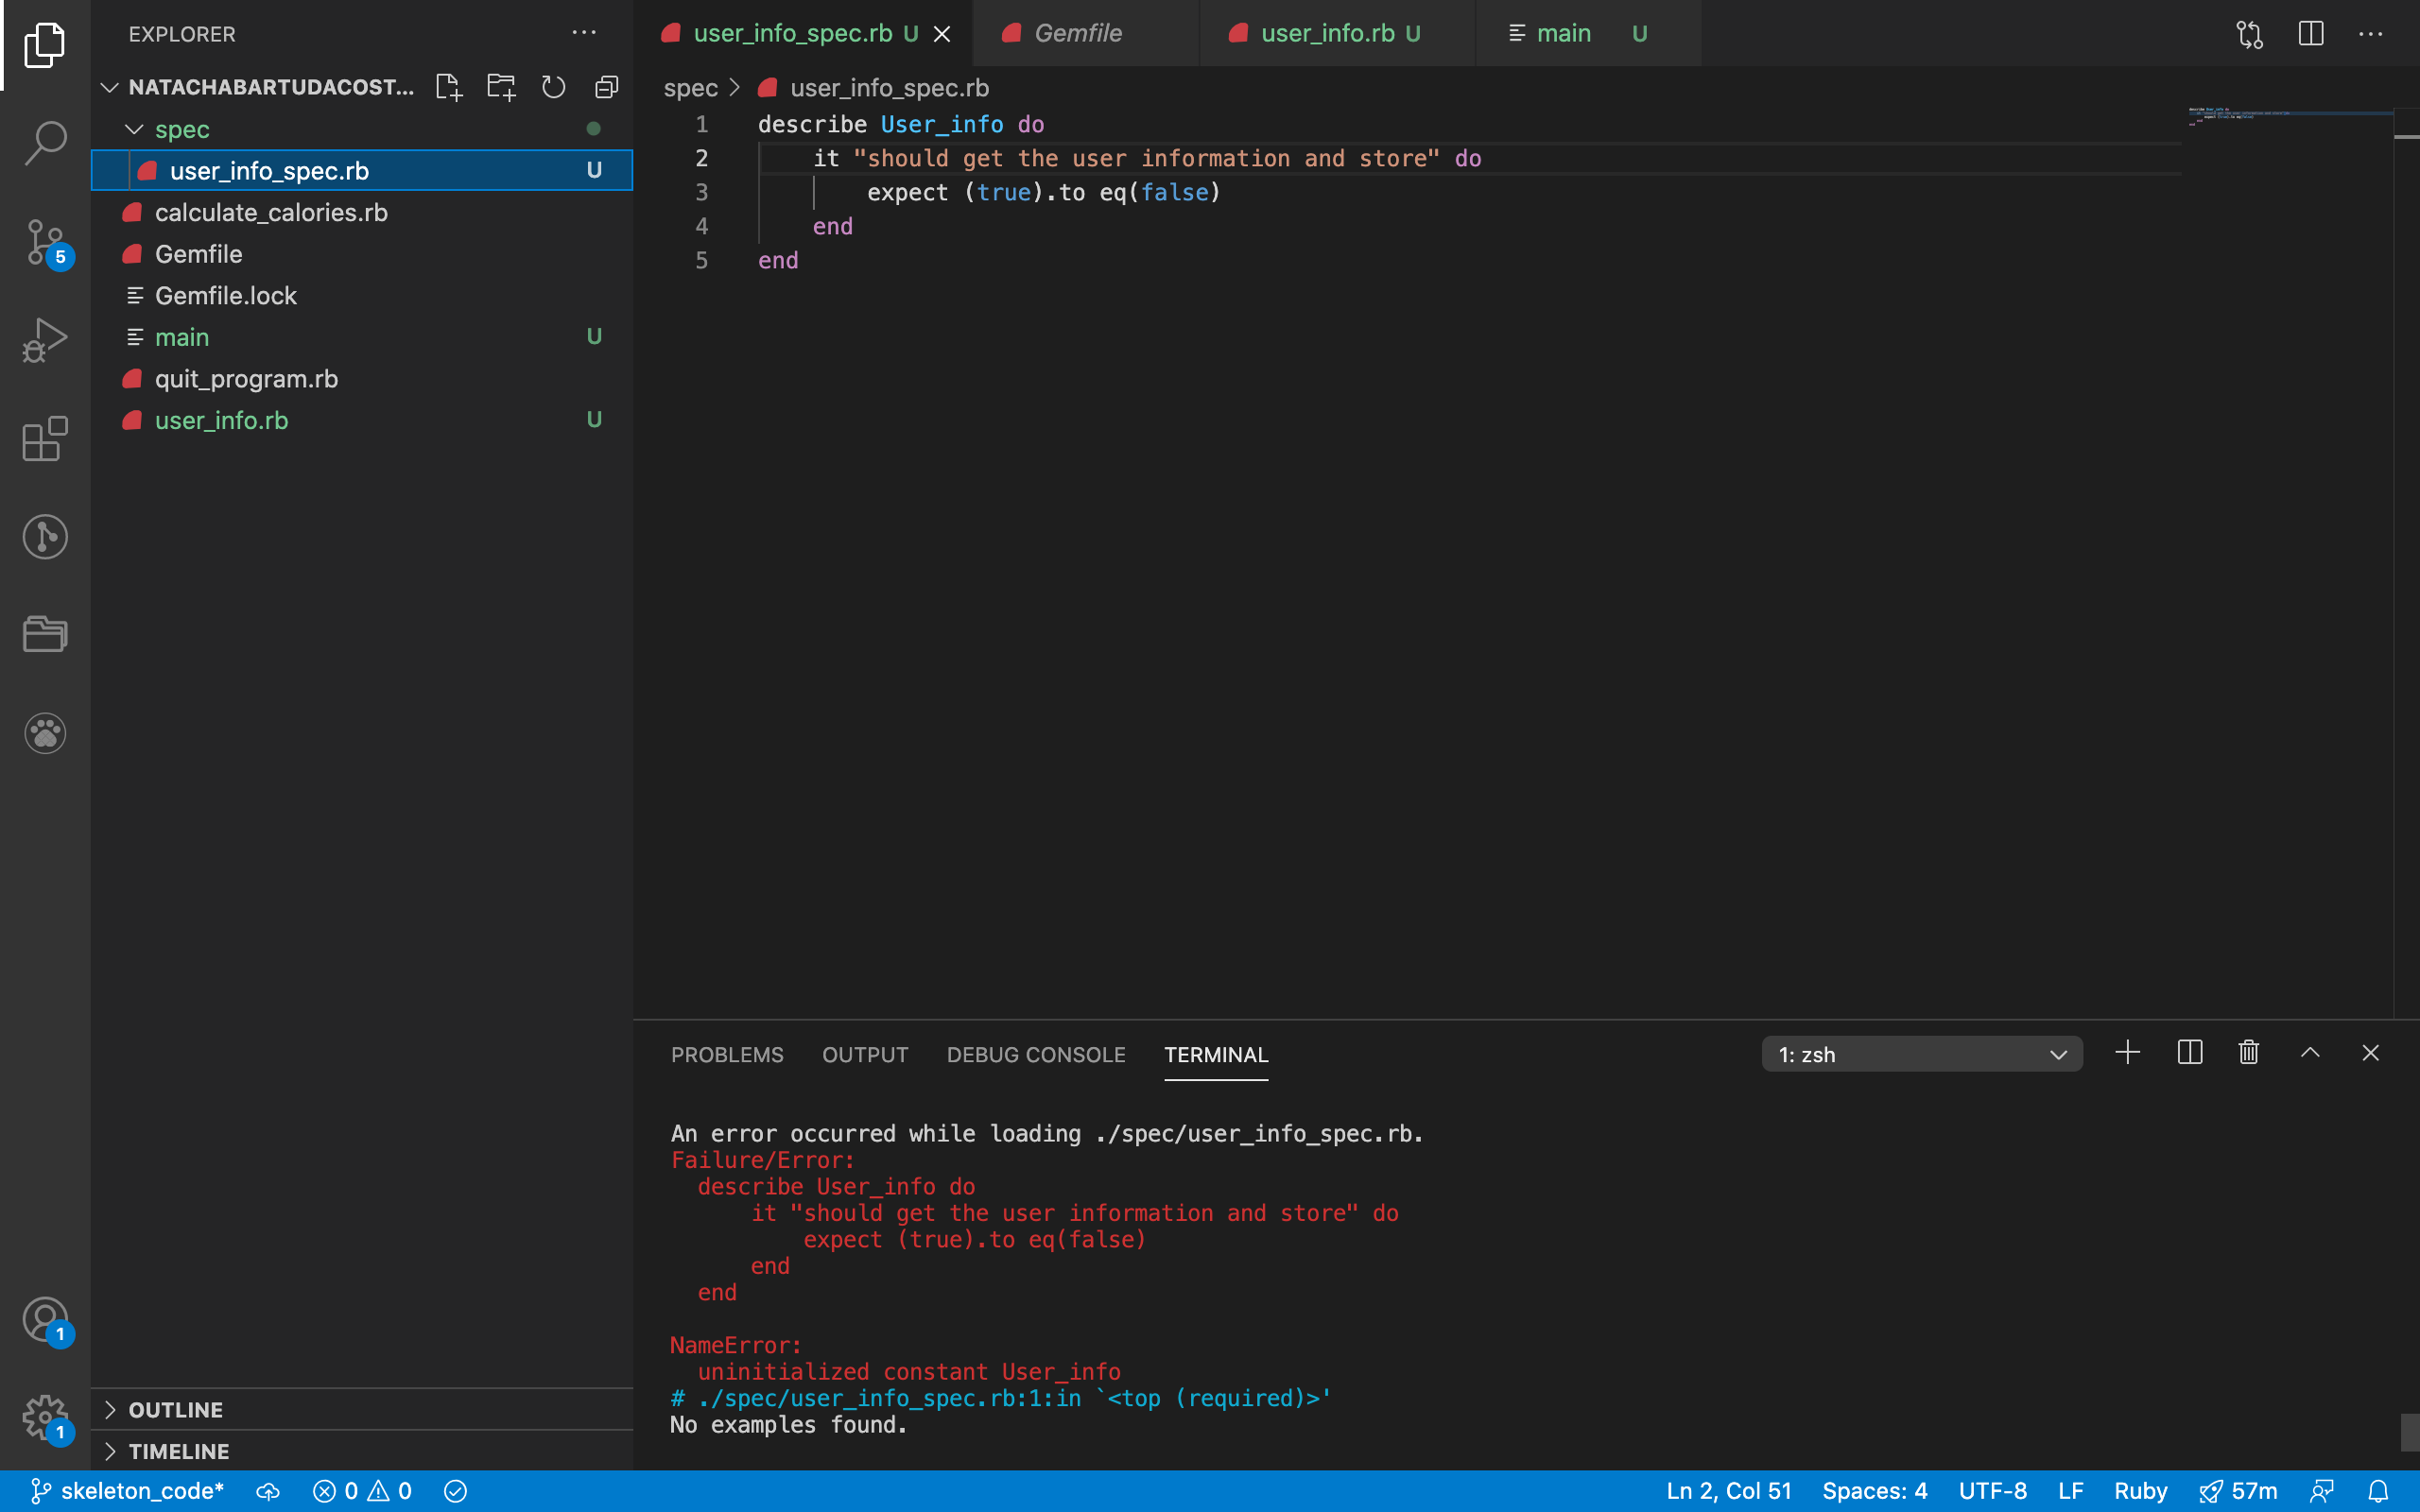 EXPLORER
NATACHABARTUDACOST...
spec
user_info_spec.rb U
calculate_calories.rb
Gemfile
Gemfile.lock
main U
quit_program.rb
user_info.rb U
OUTLINE
TIMELINE
5
1
1
user_info_spec.rb U
Gemfile
user_info.rb U
main U
spec > user_info_spec.rb
1 describe User_info do
2 it "should get the user information and store" do
3 expect (true).to eq(false)
4 end
5 end
PROBLEMS OUTPUT DEBUG CONSOLE TERMINAL
1: zsh
An error occurred while loading ./spec/user_info_spec.rb.
Failure/Error:
describe User_info do
it "should get the user information and store" do
expect (true).to eq(false)
end
end
NameError:
uninitialized constant User_info
# ./spec/user_info_spec.rb:1:in `<top (required)>'
No examples found.
skeleton_code* 0 0 Ln 2, Col 51 Spaces: 4 UTF-8 LF Ruby 57m